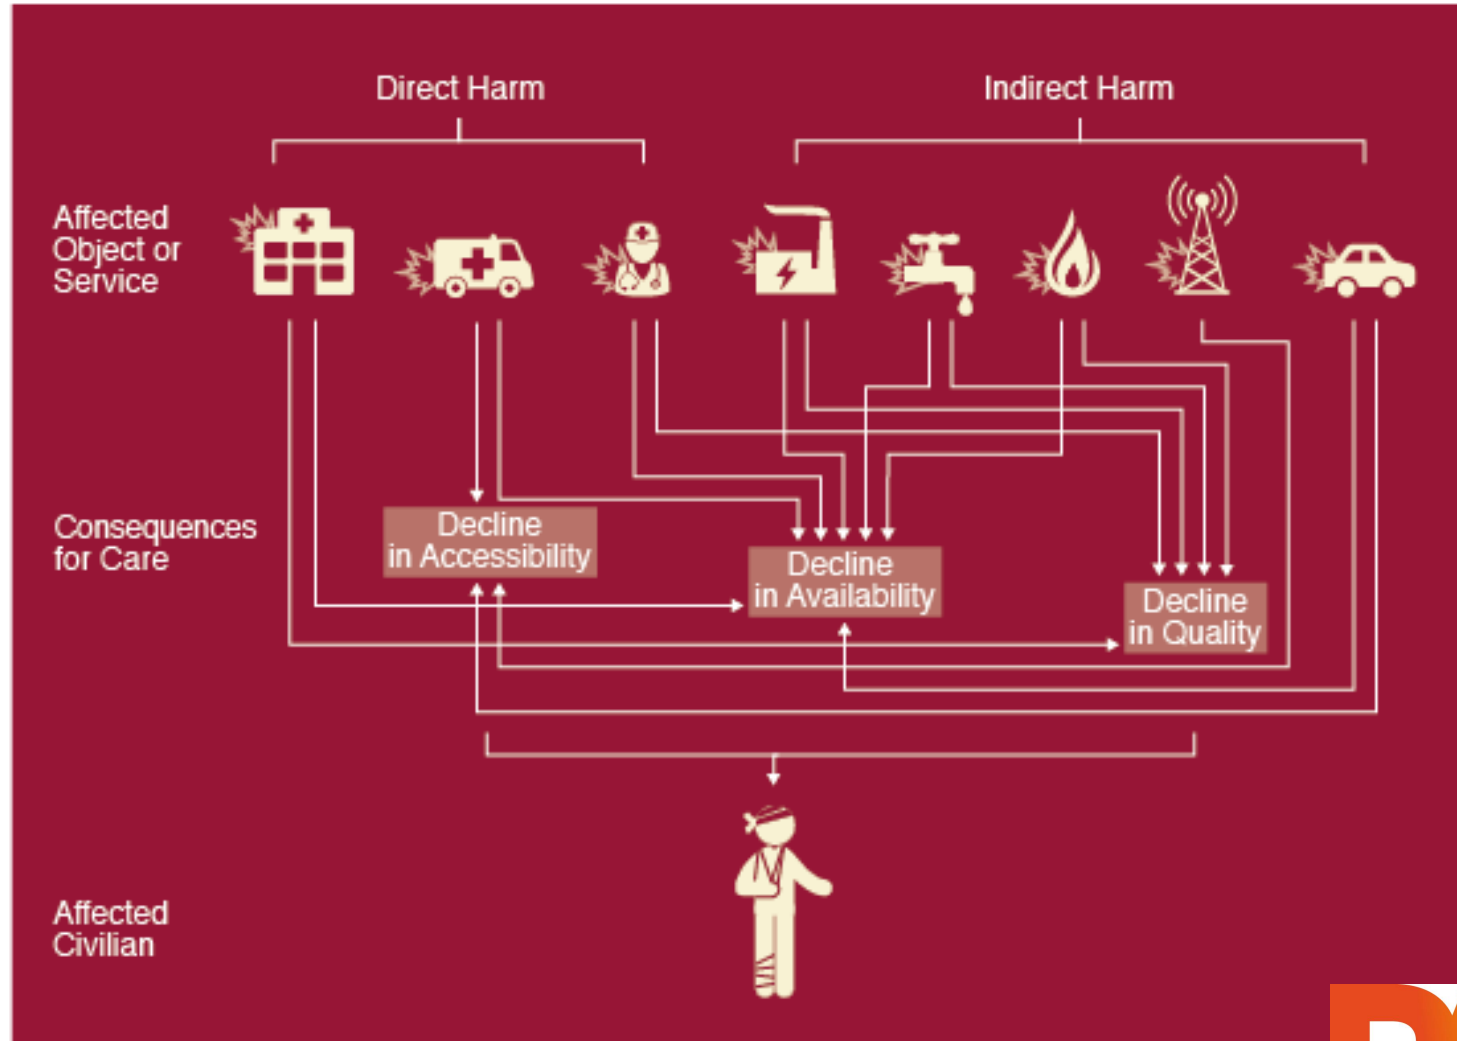 Direct Harm
Indirect Harm
Affected
Object or
Service
Consequences
for Care
Decline
in Accessibility
Decline
in Availability
Decline
in Quality
Affected
Civilian